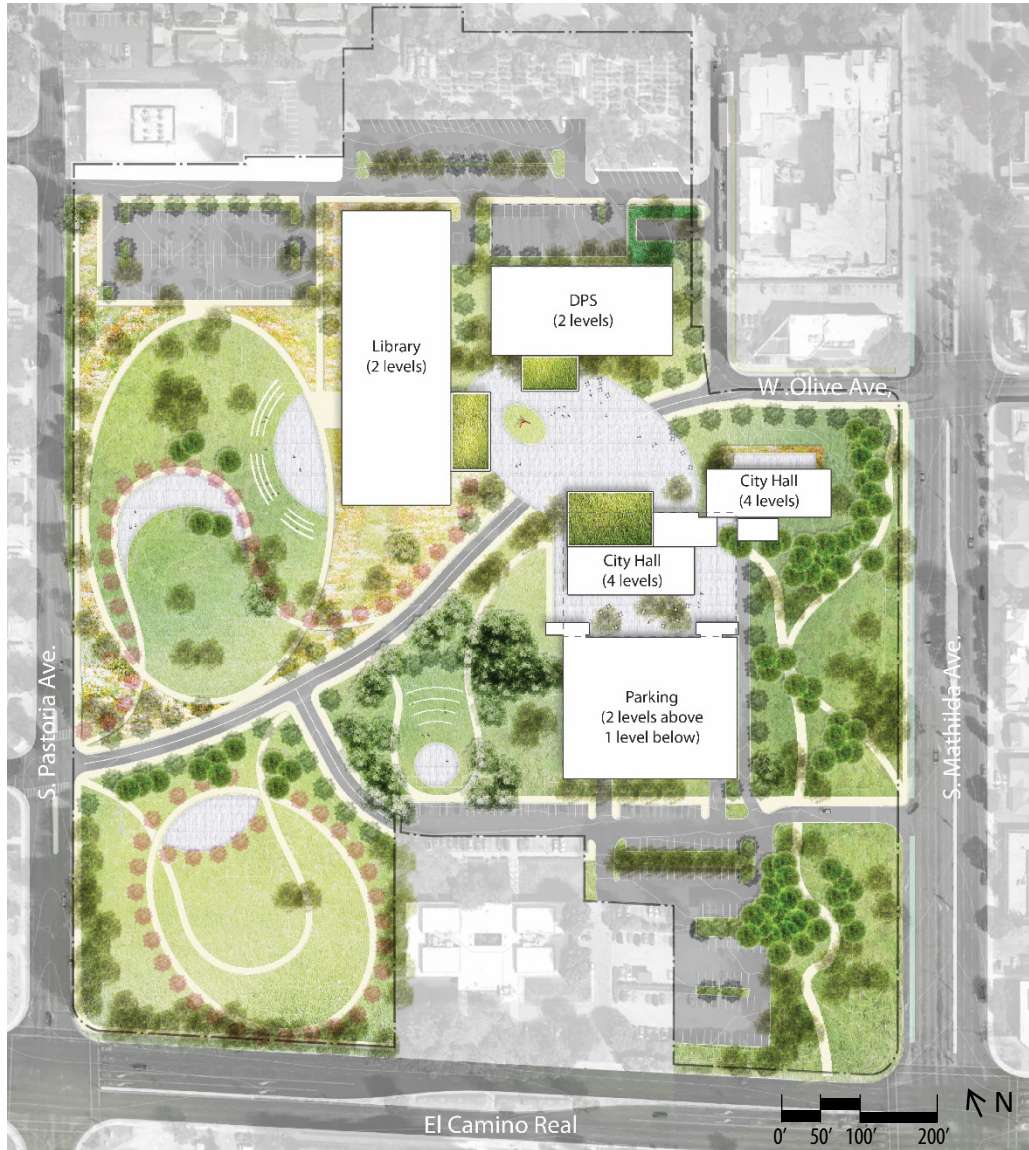 DPS
(2 levels)
Library
(2 levels)
W .Olive Ave,
City Hall
(4 levels)
City Hall
(4 levels)
S. Pastoria Ave.
S. Mathilda Ave.
Parking
(2 levels above
1 level below)
El Camino Real
N
0’ 50’ 100’ 200’